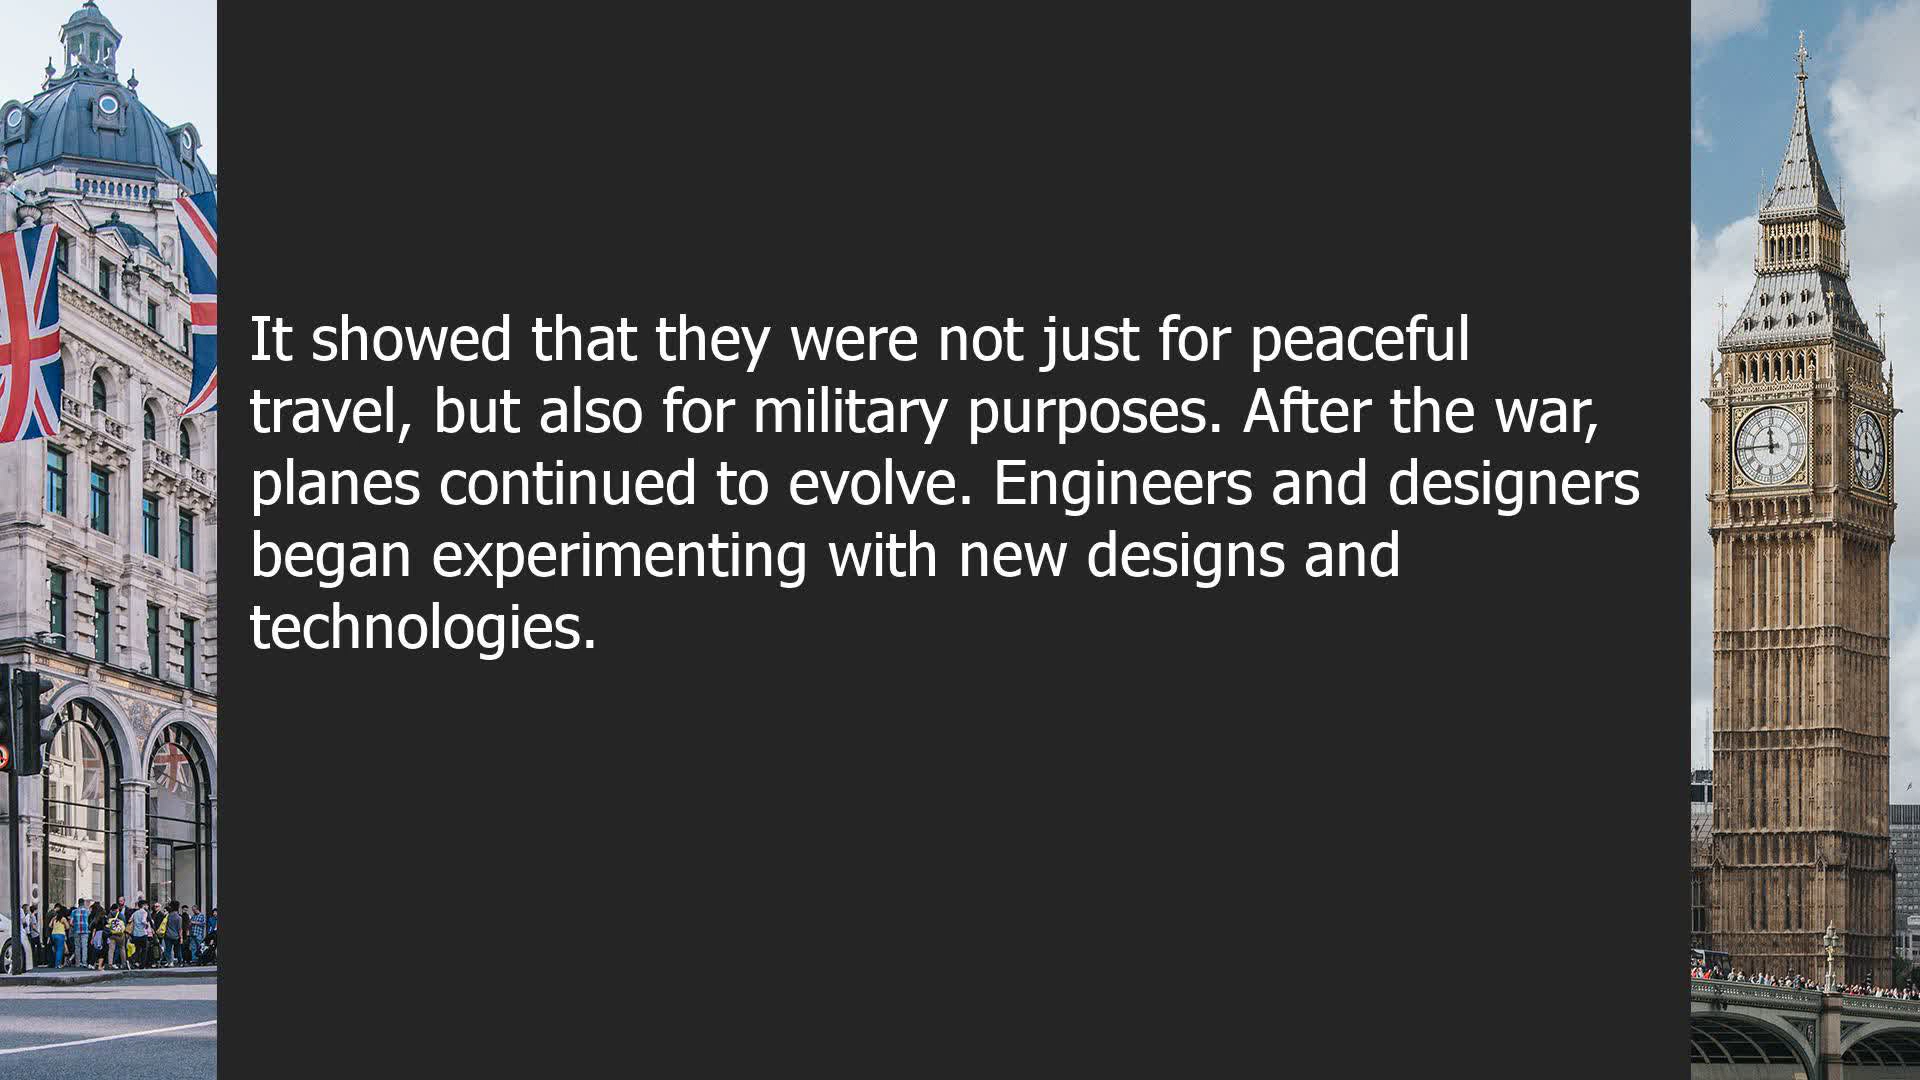 It showed that they were not just for peaceful
travel, but also for military purposes. After the war,
planes continued to evolve. Engineers and designers
began experimenting with new designs and
technologies.